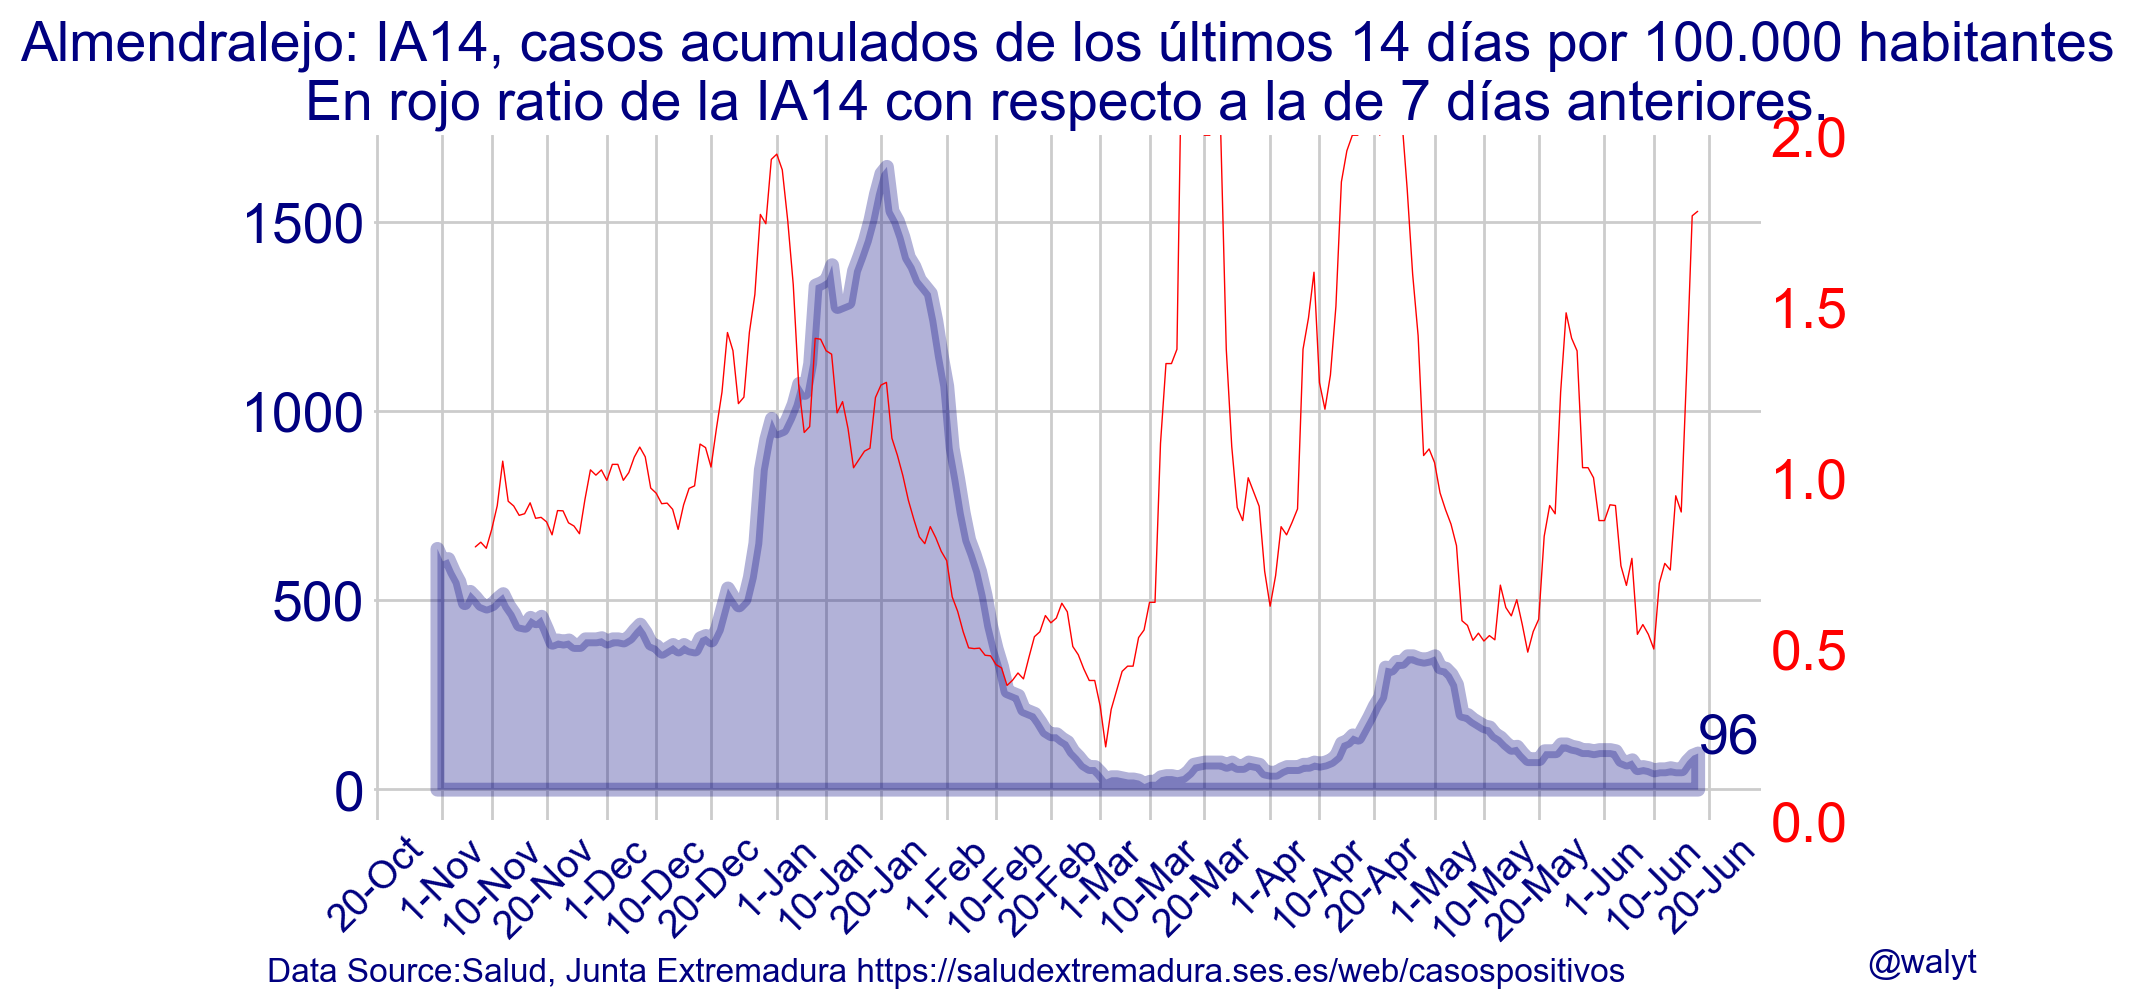 Almendralejo: IA14, casos acumulados de los últimos 14 días por 100.000 habitantes
En rojo ratio de la IA14 con respecto a la de 7 días anteriores.
2.0
1500
1.5
1000
1.0
500
0.5
96
0
0.0
20-Oct
1-Nov
10-Nov
20-Nov
1-Dec
10-Dec
20-Dec
1-Jan
10-Jan
20-Jan
1-Feb
10-Feb
20-Feb
1-Mar
10-Mar
20-Mar
1-Apr
10-Apr
20-Apr
1-May
10-May
20-May
1-Jun
10-Jun
20-Jun
Data Source:Salud, Junta Extremadura https://saludextremadura.ses.es/web/casospositivos
@walyt